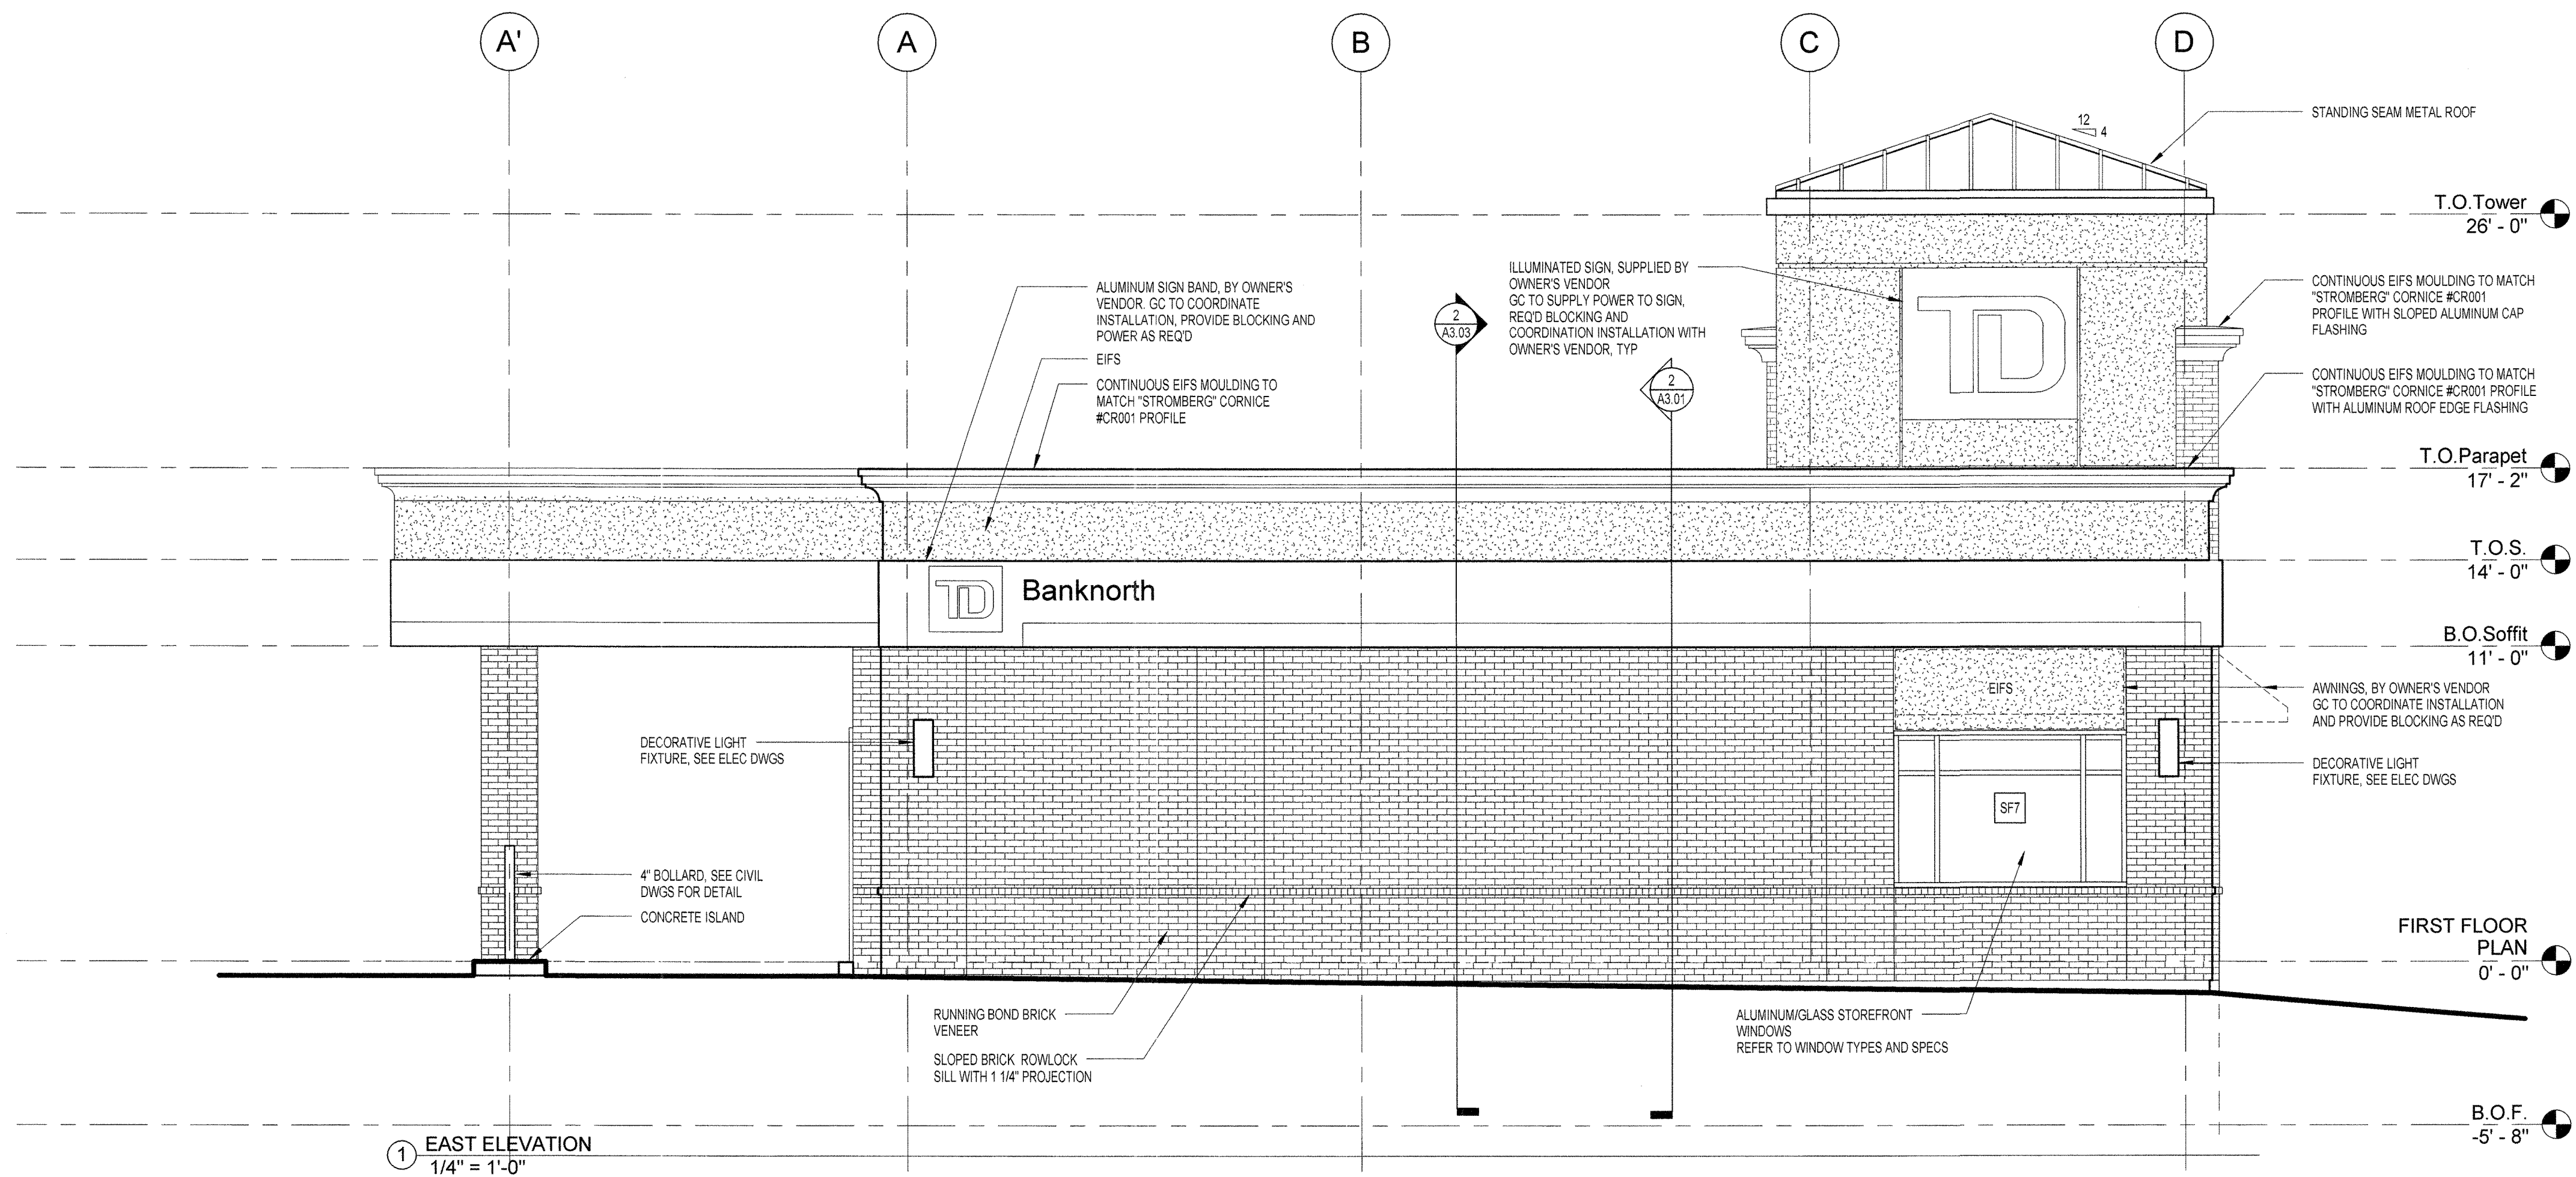 A'
A
B
C
D
12
4
STANDING SEAM METAL ROOF
T.O.Tower
26' - 0"
ALUMINUM SIGN BAND, BY OWNER'S
VENDOR. GC TO COORDINATE
INSTALLATION, PROVIDE BLOCKING AND
POWER AS REQ'D
EIFS
CONTINUOUS EIFS MOULDING TO
MATCH "STROMBERG" CORNICE
#CR001 PROFILE
2
A3.03
ILLUMINATED SIGN, SUPPLIED BY
OWNER'S VENDOR
GC TO SUPPLY POWER TO SIGN,
REQ'D BLOCKING AND
COORDINATION INSTALLATION WITH
OWNER'S VENDOR, TYP
2
A3.01
TD
CONTINUOUS EIFS MOULDING TO MATCH
"STROMBERG" CORNICE #CR001
PROFILE WITH SLOPED ALUMINUM CAP
FLASHING
CONTINUOUS EIFS MOULDING TO MATCH
"STROMBERG" CORNICE #CR001 PROFILE
WITH ALUMINUM ROOF EDGE FLASHING
T.O.Parapet
17' - 2"
T.O.S.
14' - 0"
TD Banknorth
B.O.Soffit
11' - 0"
EIFS
AWNINGS, BY OWNER'S VENDOR
GC TO COORDINATE INSTALLATION
AND PROVIDE BLOCKING AS REQ'D
DECORATIVE LIGHT
FIXTURE, SEE ELEC DWGS
DECORATIVE LIGHT
FIXTURE, SEE ELEC DWGS
SF7
4" BOLLARD, SEE CIVIL
DWGS FOR DETAIL
CONCRETE ISLAND
FIRST FLOOR
PLAN
0' - 0"
RUNNING BOND BRICK
VENEER
SLOPED BRICK ROWLOCK
SILL WITH 1 1/4" PROJECTION
ALUMINUM/GLASS STOREFRONT
WINDOWS
REFER TO WINDOW TYPES AND SPECS
B.O.F.
-5' - 8"
1 EAST ELEVATION
1/4" = 1'-0"